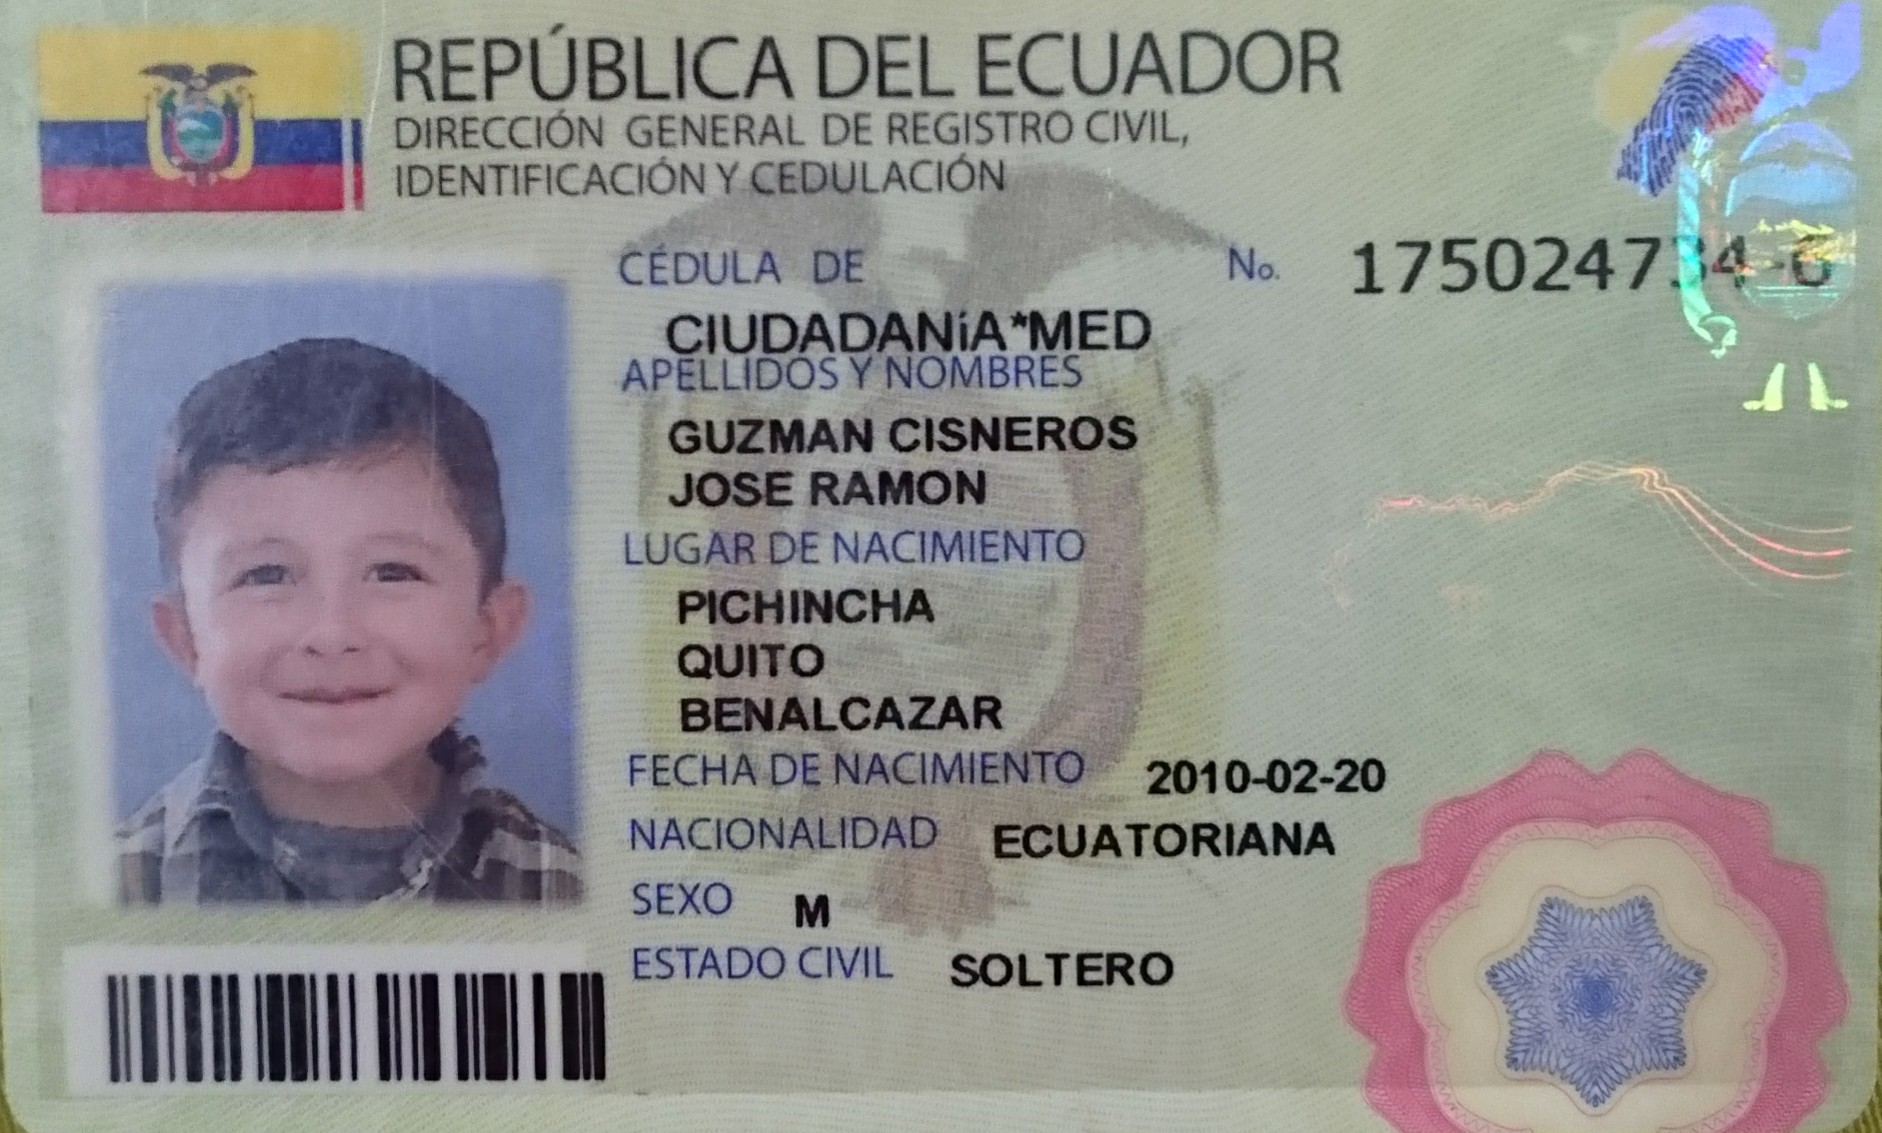 REPÚBLICA DEL ECUADOR
DIRECCIÓN GENERAL DE REGISTRO CIVIL,
IDENTIFICACIÓN Y CEDULACIÓN
CÉDULA DE No. 175024734-6
CIUDADANíA*MED
APELLIDOS Y NOMBRES
GUZMAN CISNEROS
JOSE RAMON
LUGAR DE NACIMIENTO
PICHINCHA
QUITO
BENALCAZAR
FECHA DE NACIMIENTO 2010-02-20
NACIONALIDAD ECUATORIANA
SEXO M
ESTADO CIVIL SOLTERO